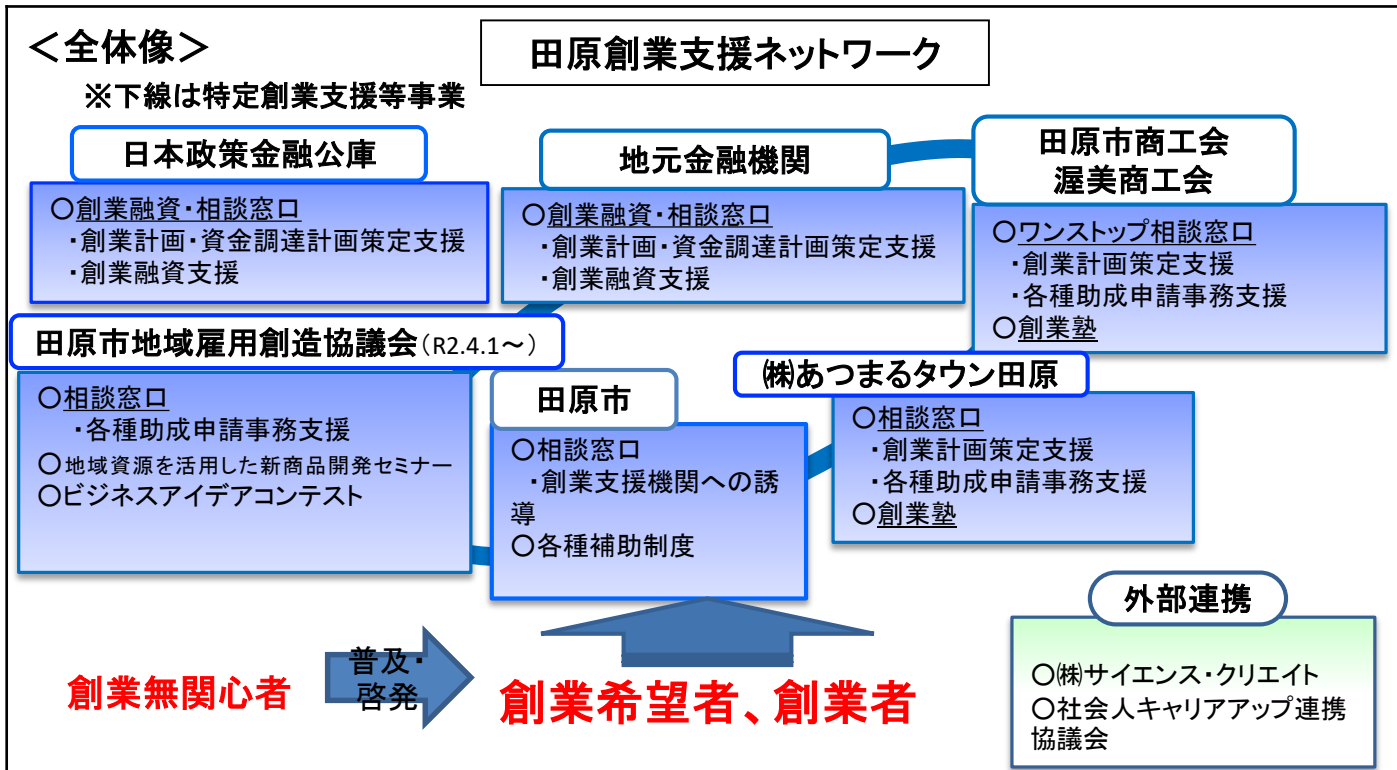 <全体像>
田原創業支援ネットワーク
※下線は特定創業支援等事業
日本政策金融公庫
○創業融資・相談窓口
・創業計画・資金調達計画策定支援
・創業融資支援
地元金融機関
○創業融資・相談窓口
・創業計画・資金調達計画策定支援
・創業融資支援
田原市商工会
渥美商工会
○ワンストップ相談窓口
・創業計画策定支援
・各種助成申請事務支援
○創業塾
田原市地域雇用創造協議会(R2.4.1~)
○相談窓口
・各種助成申請事務支援
○地域資源を活用した新商品開発セミナー
○ビジネスアイデアコンテスト
田原市
○相談窓口
・創業支援機関への誘
導
○各種補助制度
㈱あつまるタウン田原
○相談窓口
・創業計画策定支援
・各種助成申請事務支援
○創業塾
外部連携
○㈱サイエンス・クリエイト
○社会人キャリアアップ連携
協議会
創業無関心者
普及・
啓発
創業希望者、創業者